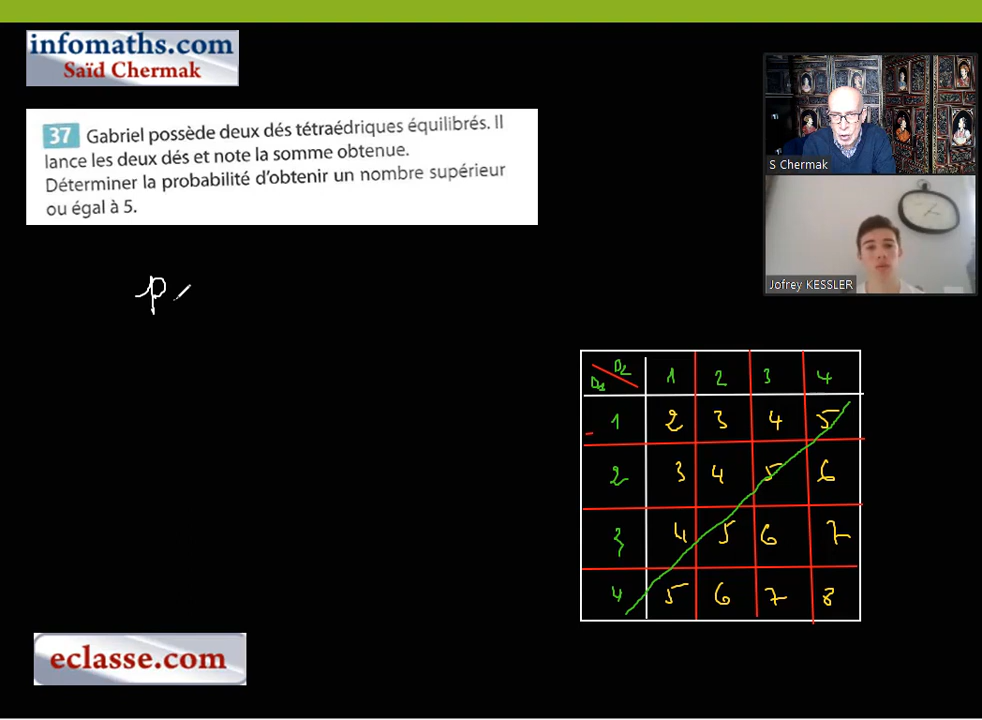 infomaths.com
Saïd Chermak
37 Gabriel possède deux dés tétraédriques équilibrés. Il
lance les deux dés et note la somme obtenue.
Déterminer la probabilité d'obtenir un nombre supérieur
ou égal à 5.
S Chermak
Jofrey KESSLER
p
D1 D2 1 2 3 4
1 2 3 4 5
2 3 4 5 6
3 4 5 6 7
4 5 6 7 8
eclasse.com